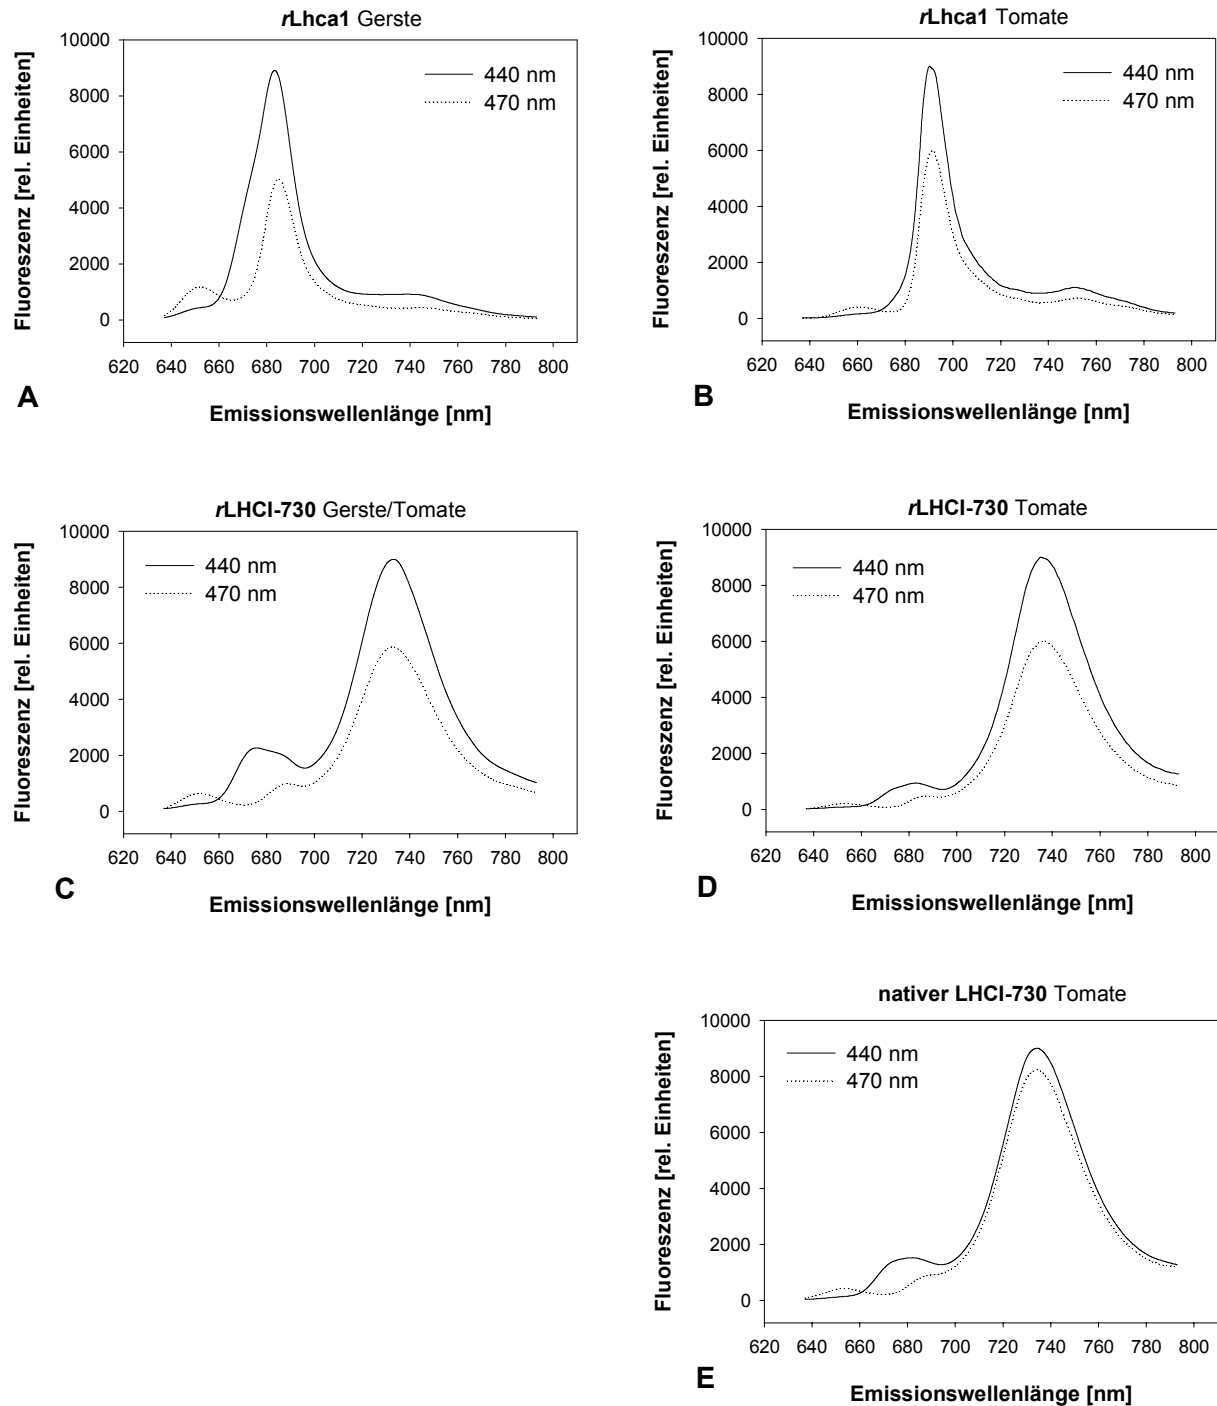 rLhca1 Gerste
10000
8000
6000
4000
2000
0
Fluoreszenz [rel. Einheiten]
440 nm
470 nm
620 640 660 680 700 720 740 760 780 800
A
Emissionswellenlänge [nm]
rLhca1 Tomate
10000
8000
6000
4000
2000
0
Fluoreszenz [rel. Einheiten]
440 nm
470 nm
620 640 660 680 700 720 740 760 780 800
B
Emissionswellenlänge [nm]
rLHCI-730 Gerste/Tomate
10000
8000
6000
4000
2000
0
Fluoreszenz [rel. Einheiten]
440 nm
470 nm
620 640 660 680 700 720 740 760 780 800
C
Emissionswellenlänge [nm]
rLHCI-730 Tomate
10000
8000
6000
4000
2000
0
Fluoreszenz [rel. Einheiten]
440 nm
470 nm
620 640 660 680 700 720 740 760 780 800
D
Emissionswellenlänge [nm]
nativer LHCI-730 Tomate
10000
8000
6000
4000
2000
0
Fluoreszenz [rel. Einheiten]
440 nm
470 nm
620 640 660 680 700 720 740 760 780 800
E
Emissionswellenlänge [nm]